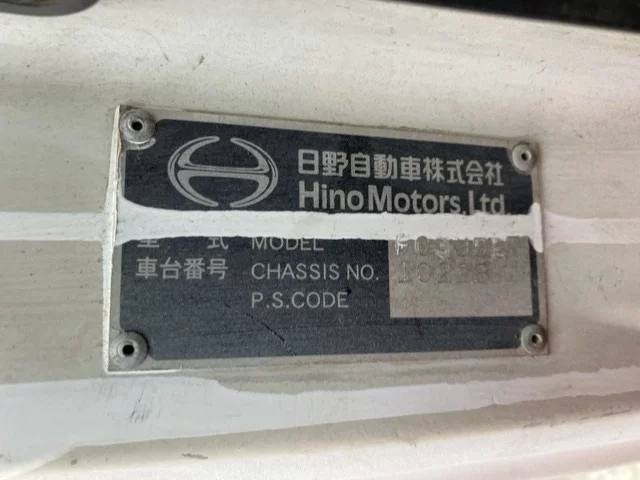 日野自動車株式会社
Hino Motors, Ltd.
型 式 MODEL
車台番号 CHASSIS NO.
P.S.CODE